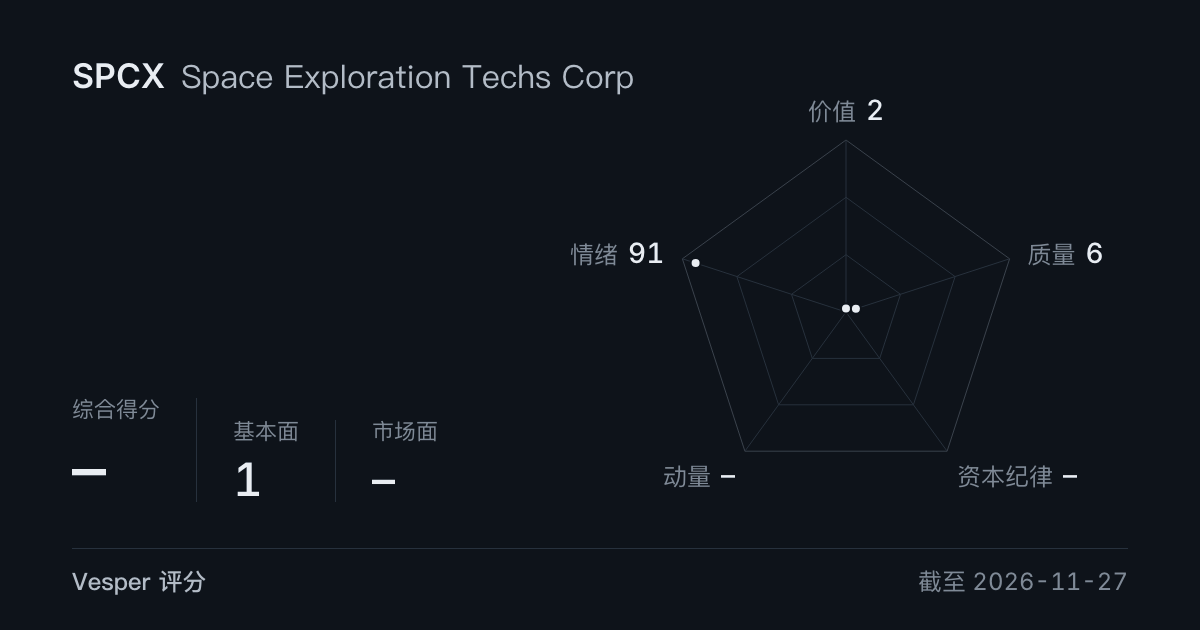 SPCX Space Exploration Techs Corp
价值 2
情绪 91
质量 6
动量 –
资本纪律 –
综合得分
–
基本面
1
市场面
–
Vesper 评分
截至 2026-11-27